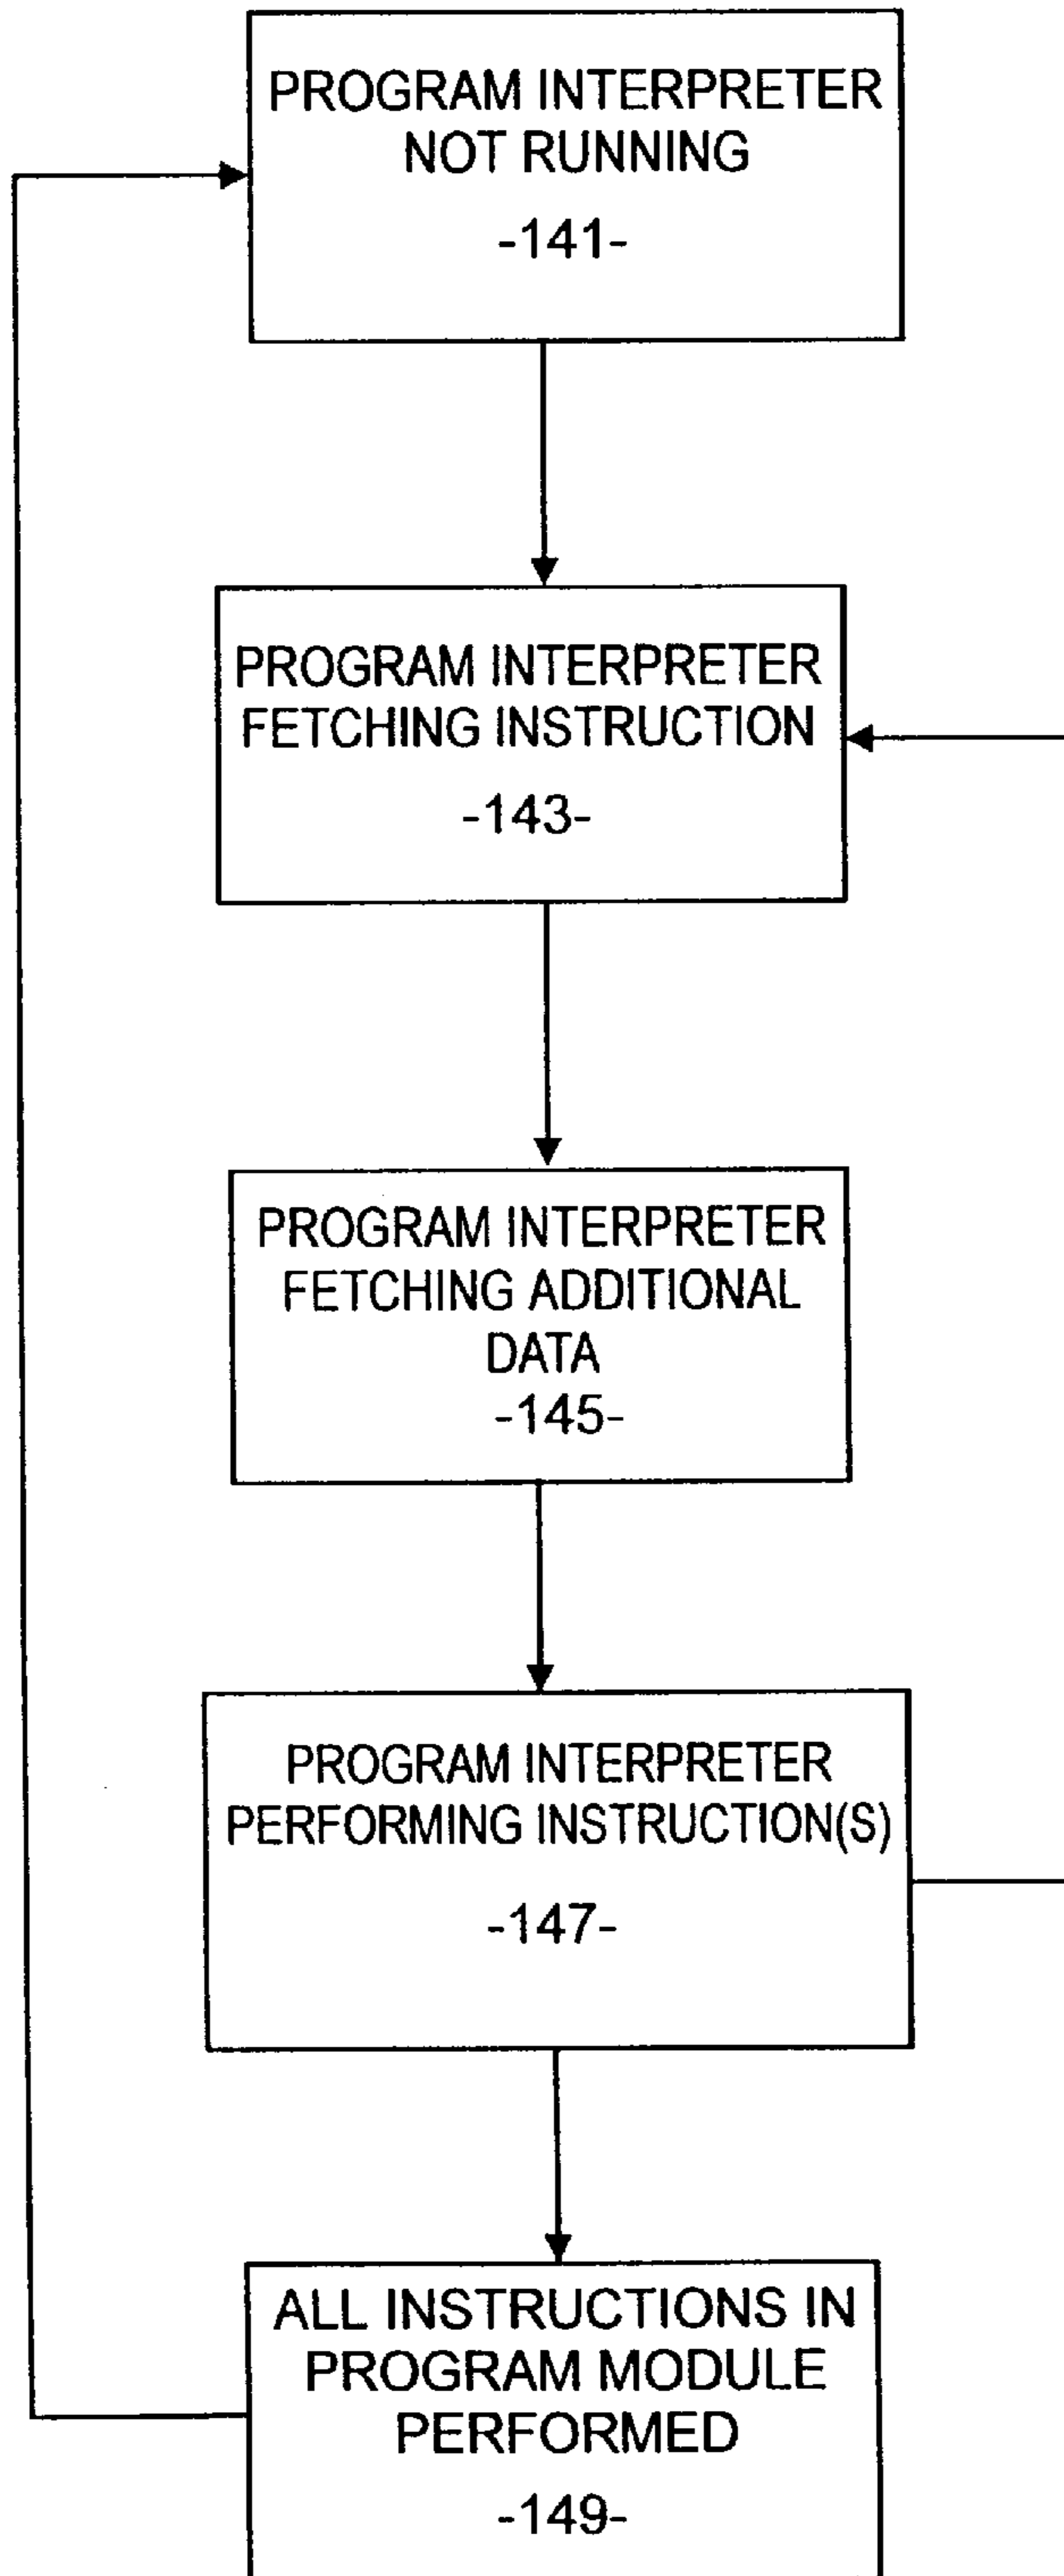 PROGRAM INTERPRETER
NOT RUNNING
-141-
PROGRAM INTERPRETER
FETCHING INSTRUCTION
-143-
PROGRAM INTERPRETER
FETCHING ADDITIONAL
DATA
-145-
PROGRAM INTERPRETER
PERFORMING INSTRUCTION(S)
-147-
ALL INSTRUCTIONS IN
PROGRAM MODULE
PERFORMED
-149-